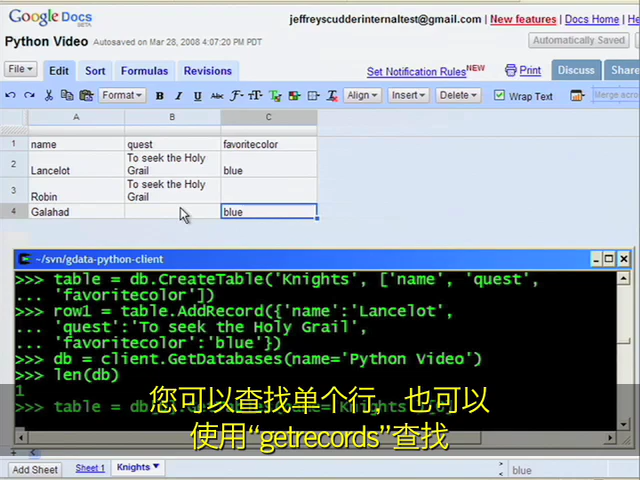 Google Docs BETA
jeffreyscudderinternaltest@gmail.com | New features | Docs Home | He
Python Video Autosaved on Mar 28, 2008 4:07:20 PM PDT
Automatically Saved
File Edit Sort Formulas Revisions
Set Notification Rules NEW Print Discuss Share
Format B I U Abc F T Align Insert Delete Wrap Text Merge across
A B C
1 name quest favoritecolor
2 Lancelot To seek the Holy Grail blue
3 Robin To seek the Holy Grail
4 Galahad blue
~/svn/gdata-python-client
>>> table = db.CreateTable('Knights', ['name', 'quest',
... 'favoritecolor'])
>>> row1 = table.AddRecord({'name':'Lancelot',
... 'quest':'To seek the Holy Grail',
... 'favoritecolor':'blue'})
>>> db = client.GetDatabases(name='Python Video')
>>> len(db)
1
>>> table = db
您可以查找单个行，也可以
使用“getrecords”查找
Add Sheet Sheet 1 Knights
blue